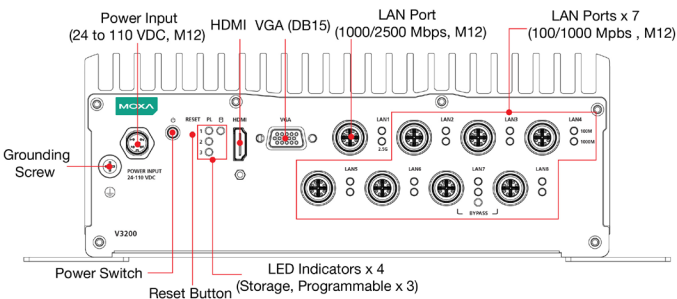 Power Input
(24 to 110 VDC, M12)
HDMI
VGA (DB15)
LAN Port
(1000/2500 Mbps, M12)
LAN Ports x 7
(100/1000 Mpbs , M12)
MOXA
RESET
PL
HDMI
VGA
LAN1
LAN2
LAN3
LAN4
1
2
3
2.5G
100M
1000M
Grounding
Screw
POWER INPUT
24-110 VDC
LAN5
LAN6
LAN7
LAN8
BYPASS
V3200
Power Switch
Reset Button
LED Indicators x 4
(Storage, Programmable x 3)